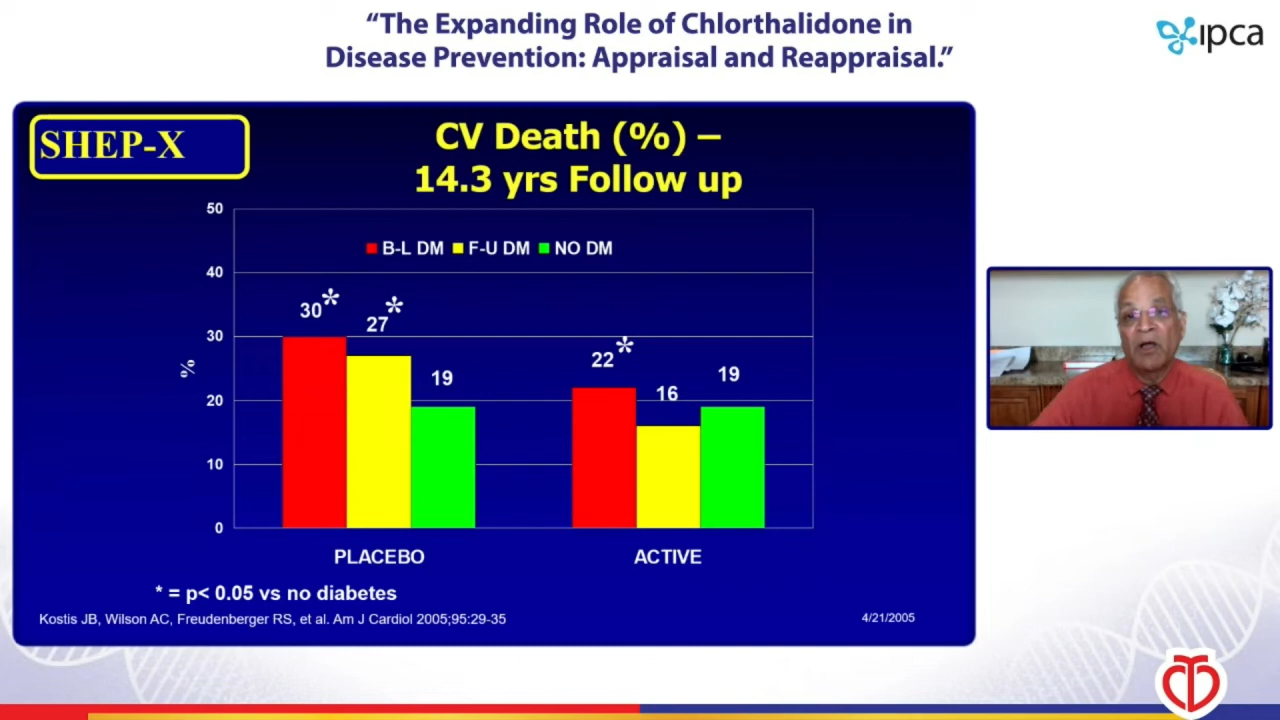 “The Expanding Role of Chlorthalidone in
Disease Prevention: Appraisal and Reappraisal.”
ipca
SHEP-X
CV Death (%) –
14.3 yrs Follow up
50
40
30
20
10
0
%
B-L DM F-U DM NO DM
30*
27*
19
22*
16
19
PLACEBO
ACTIVE
* = p< 0.05 vs no diabetes
Kostis JB, Wilson AC, Freudenberger RS, et al. Am J Cardiol 2005;95:29-35
4/21/2005